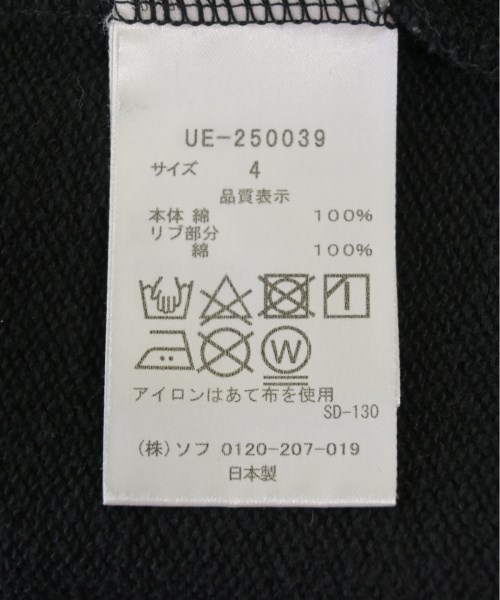 UE-250039
サイズ 4
品質表示
本体 綿 100%
リブ部分
綿 100%
W
アイロンはあて布を使用
SD-130
(株)ソフ 0120-207-019
日本製